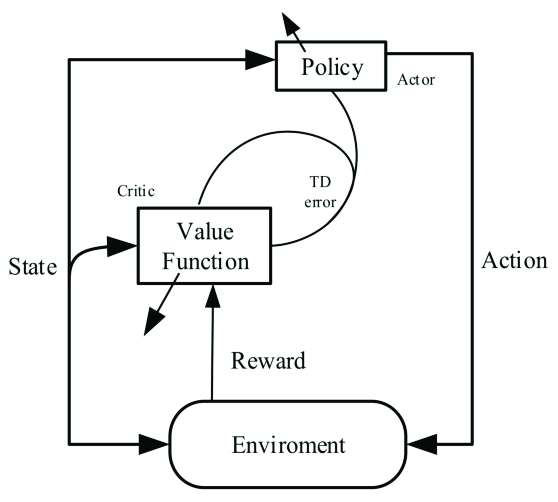 Policy
Actor
TD
error
Critic
Value
Function
State
Action
Reward
Enviroment